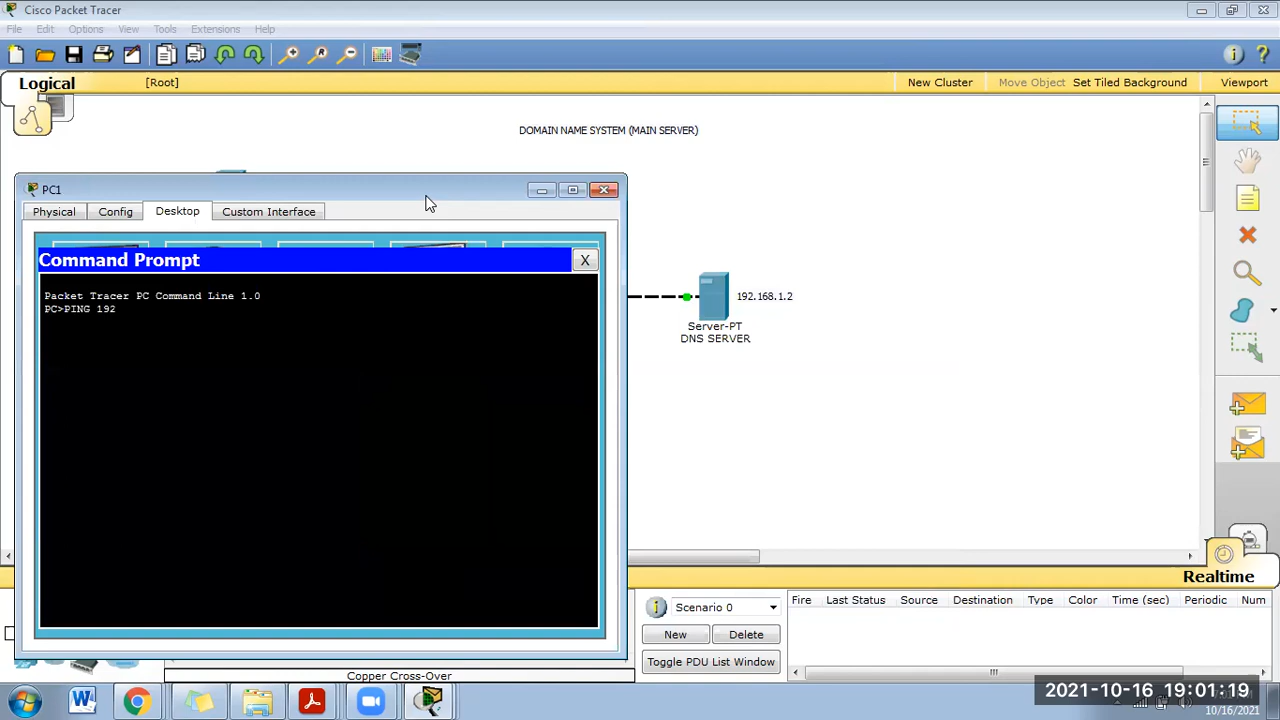 Cisco Packet Tracer
File Edit Options View Tools Extensions Help
Logical [Root] New Cluster Move Object Set Tiled Background Viewport
DOMAIN NAME SYSTEM (MAIN SERVER)
PC1
Physical Config Desktop Custom Interface
Command Prompt X
Packet Tracer PC Command Line 1.0
PC>PING 192
192.168.1.2
Server-PT
DNS SERVER
Realtime
Scenario 0
New Delete
Toggle PDU List Window
Fire Last Status Source Destination Type Color Time (sec) Periodic Num
Copper Cross-Over
2021-10-16 19:01:19
10/16/2021